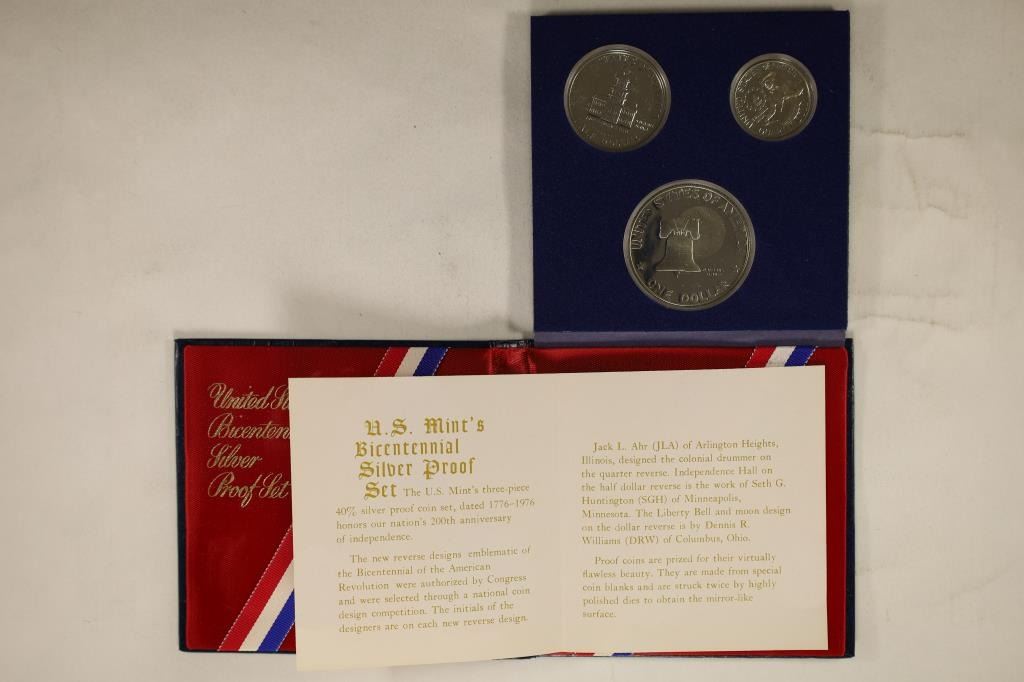 UNITED STATES OF AMERICA
ONE DOLLAR
United
Bicenten
Silver
Proof Set
U.S. Mint's
Bicentennial
Silver Proof
Set The U.S. Mint's three-piece
40% silver proof coin set, dated 1776-1976
honors our nation's 200th anniversary
of independence.
The new reverse designs emblematic of
the Bicentennial of the American
Revolution were authorized by Congress
and were selected through a national coin
design competition. The initials of the
designers are on each new reverse design.
Jack L. Ahr (JLA) of Arlington Heights,
Illinois, designed the colonial drummer on
the quarter reverse. Independence Hall on
the half dollar reverse is the work of Seth G.
Huntington (SGH) of Minneapolis,
Minnesota. The Liberty Bell and moon design
on the dollar reverse is by Dennis R.
Williams (DRW) of Columbus, Ohio.
Proof coins are prized for their virtually
flawless beauty. They are made from special
coin blanks and are struck twice by highly
polished dies to obtain the mirror-like
surface.